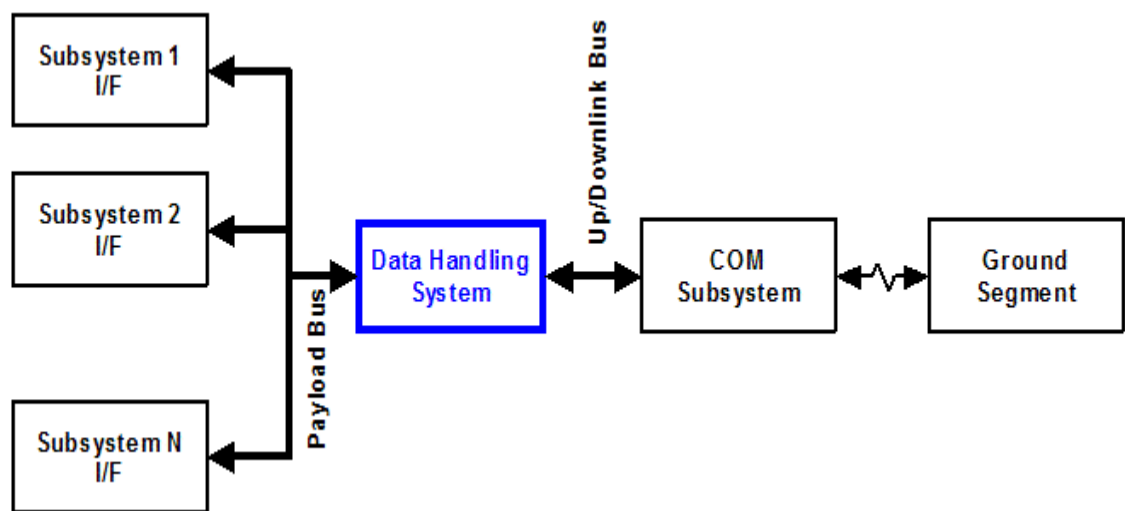 Subsystem 1
I/F
Subsystem 2
I/F
Subsystem N
I/F
Payload Bus
Data Handling
System
Up/Downlink Bus
COM
Subsystem
Ground
Segment